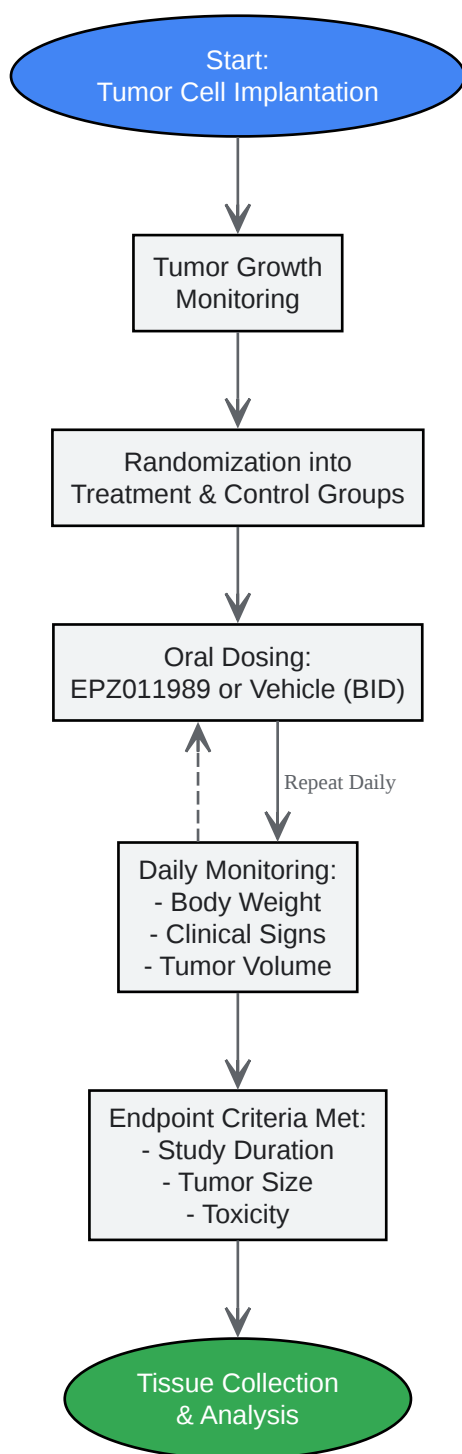 Start:
Tumor Cell Implantation
Tumor Growth
Monitoring
Randomization into
Treatment & Control Groups
Oral Dosing:
EPZ011989 or Vehicle (BID)
Repeat Daily
Daily Monitoring:
- Body Weight
- Clinical Signs
- Tumor Volume
Endpoint Criteria Met:
- Study Duration
- Tumor Size
- Toxicity
Tissue Collection
& Analysis